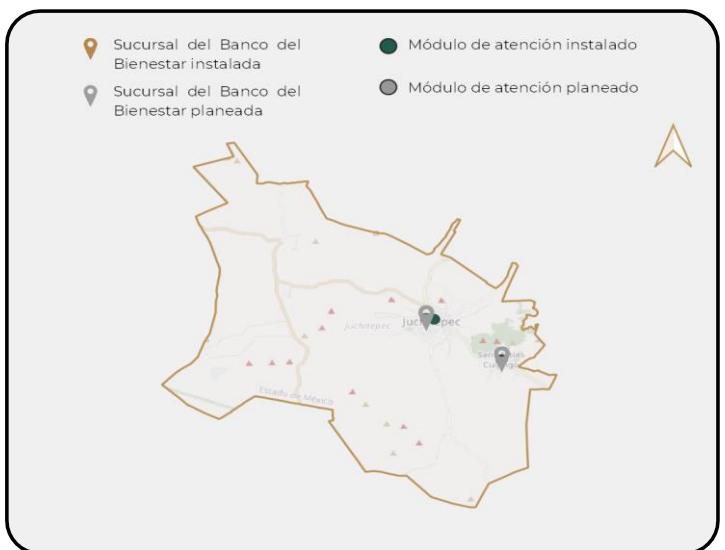 Sucursal del Banco del
Bienestar instalada
Sucursal del Banco del
Bienestar planeada
Módulo de atención instalado
Módulo de atención planeado
Juchitepec
Estado de México